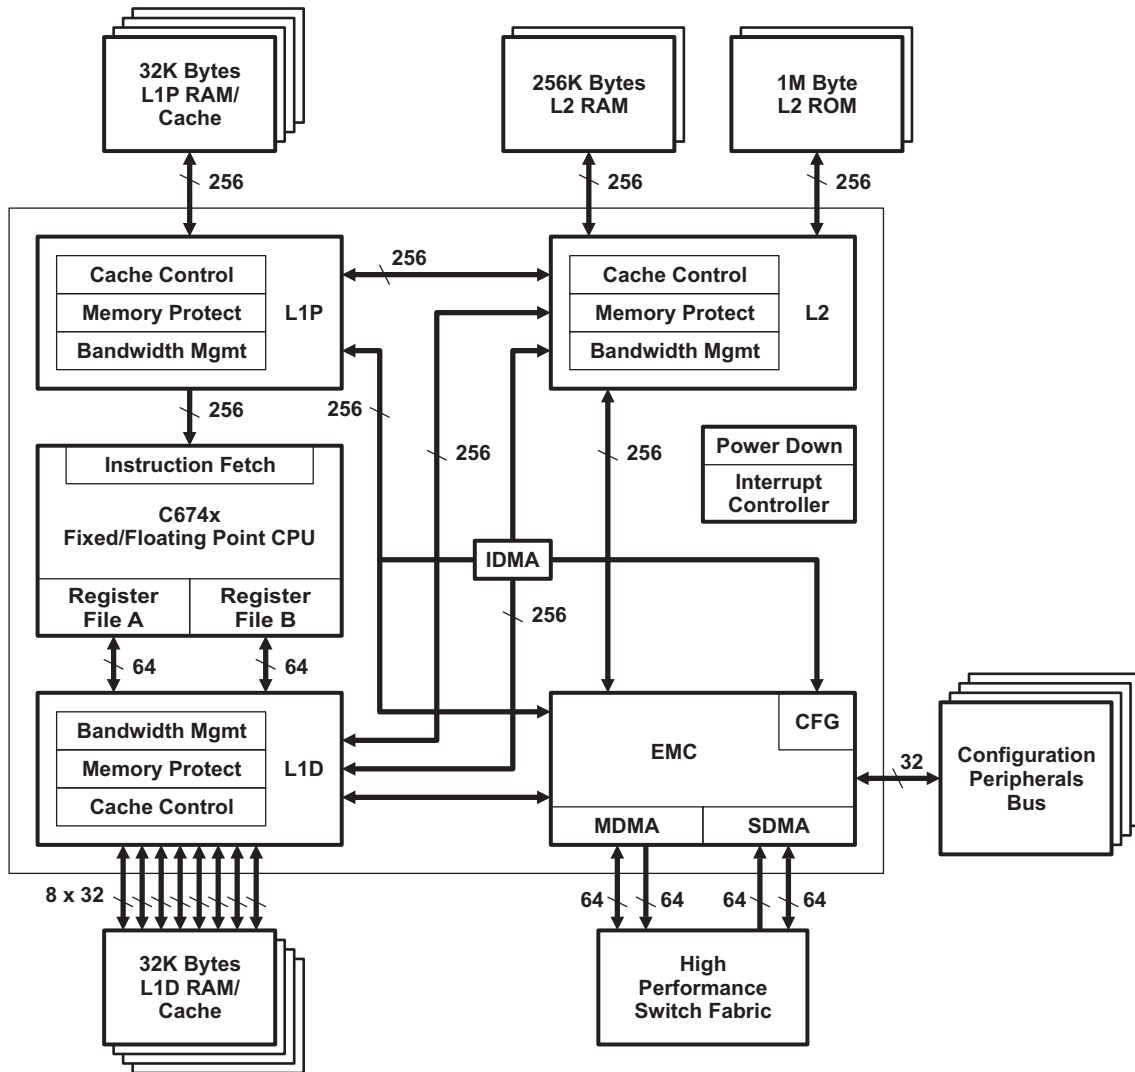 32K Bytes
L1P RAM/
Cache
256K Bytes
L2 RAM
1M Byte
L2 ROM
256
256
256
Cache Control
Memory Protect
Bandwidth Mgmt
L1P
256
Cache Control
Memory Protect
Bandwidth Mgmt
L2
256
256
256
256
Power Down
Interrupt
Controller
Instruction Fetch
C674x
Fixed/Floating Point CPU
Register
File A
Register
File B
IDMA
256
64
64
Bandwidth Mgmt
Memory Protect
Cache Control
L1D
EMC
CFG
MDMA
SDMA
32
Configuration
Peripherals
Bus
8 x 32
64
64
64
64
32K Bytes
L1D RAM/
Cache
High
Performance
Switch Fabric